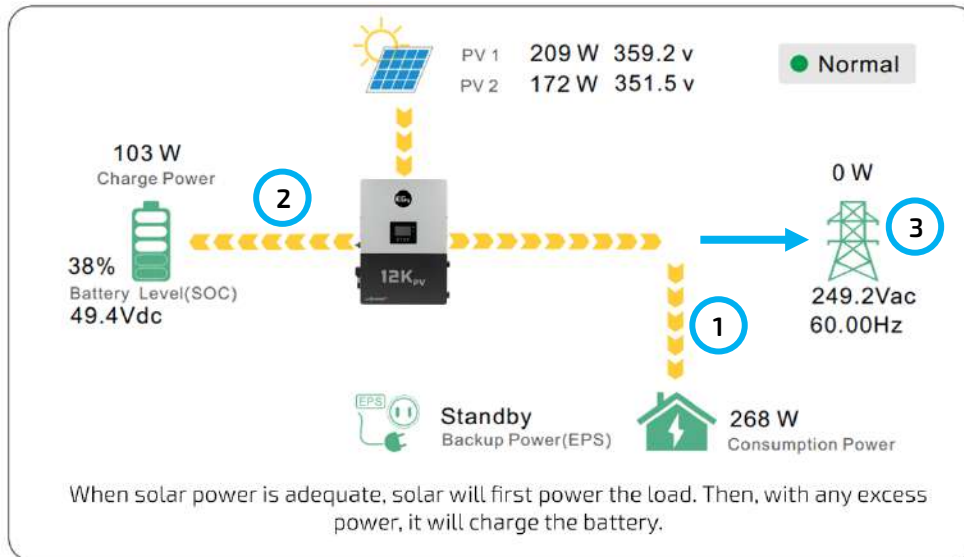 PV 1 209 W 359.2 v
PV 2 172 W 351.5 v
Normal
103 W
Charge Power
2
0 W
3
38%
Battery Level(SOC)
49.4Vdc
EG4
12KPV
249.2Vac
60.00Hz
1
EPS
Standby
Backup Power(EPS)
268 W
Consumption Power
When solar power is adequate, solar will first power the load. Then, with any excess
power, it will charge the battery.